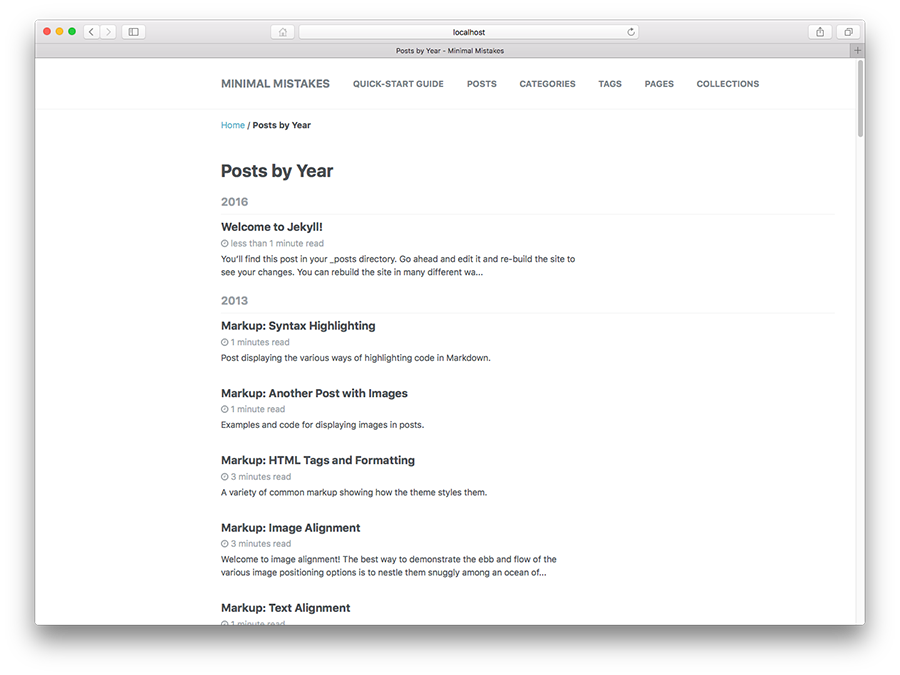 localhost
Posts by Year - Minimal Mistakes
MINIMAL MISTAKES QUICK-START GUIDE POSTS CATEGORIES TAGS PAGES COLLECTIONS
Home / Posts by Year
Posts by Year
2016
Welcome to Jekyll!
less than 1 minute read
You'll find this post in your _posts directory. Go ahead and edit it and re-build the site to
see your changes. You can rebuild the site in many different wa...
2013
Markup: Syntax Highlighting
1 minutes read
Post displaying the various ways of highlighting code in Markdown.
Markup: Another Post with Images
1 minute read
Examples and code for displaying images in posts.
Markup: HTML Tags and Formatting
3 minutes read
A variety of common markup showing how the theme styles them.
Markup: Image Alignment
3 minutes read
Welcome to image alignment! The best way to demonstrate the ebb and flow of the
various image positioning options is to nestle them snuggly among an ocean of...
Markup: Text Alignment
1 minute read